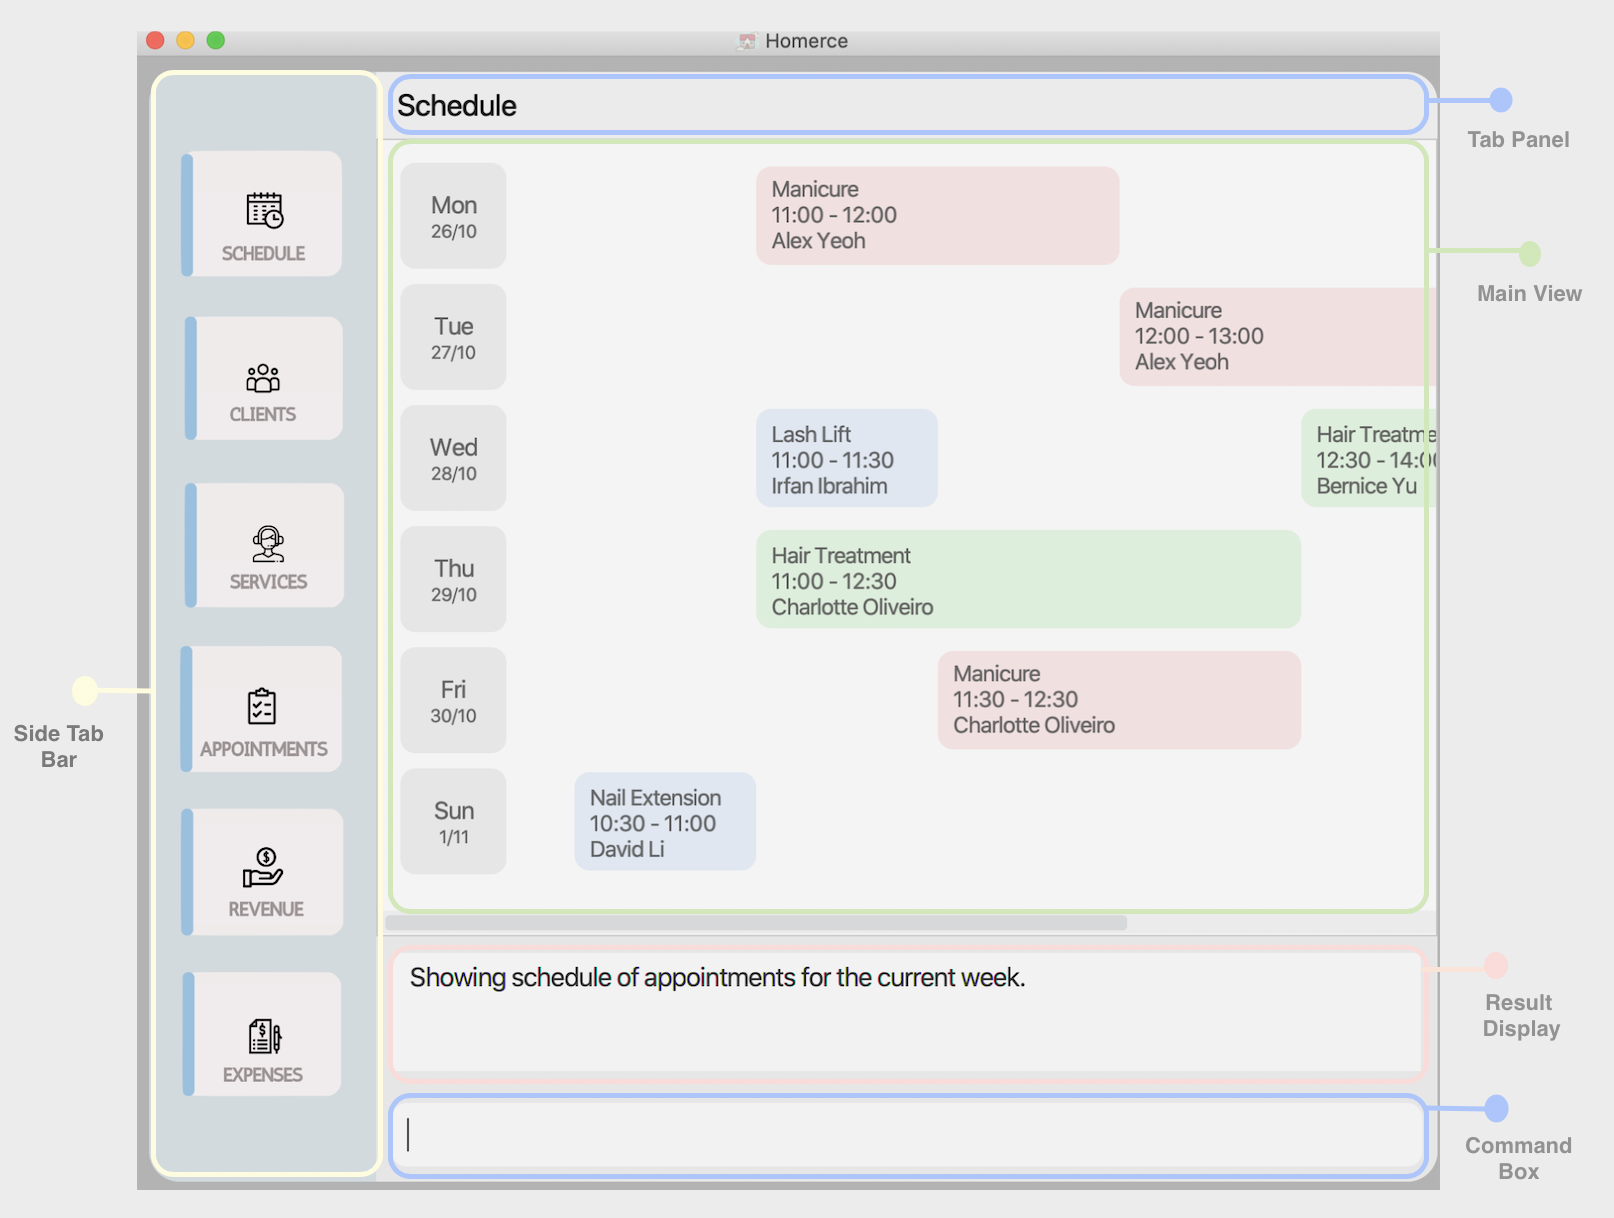 Homerce
Schedule
Tab Panel
SCHEDULE
CLIENTS
SERVICES
APPOINTMENTS
REVENUE
EXPENSES
Side Tab
Bar
Mon
26/10
Manicure
11:00 - 12:00
Alex Yeoh
Main View
Tue
27/10
Manicure
12:00 - 13:00
Alex Yeoh
Wed
28/10
Lash Lift
11:00 - 11:30
Irfan Ibrahim
Hair Treatme
12:30 - 14:00
Bernice Yu
Thu
29/10
Hair Treatment
11:00 - 12:30
Charlotte Oliveiro
Fri
30/10
Manicure
11:30 - 12:30
Charlotte Oliveiro
Sun
1/11
Nail Extension
10:30 - 11:00
David Li
Showing schedule of appointments for the current week.
Result
Display
Command
Box